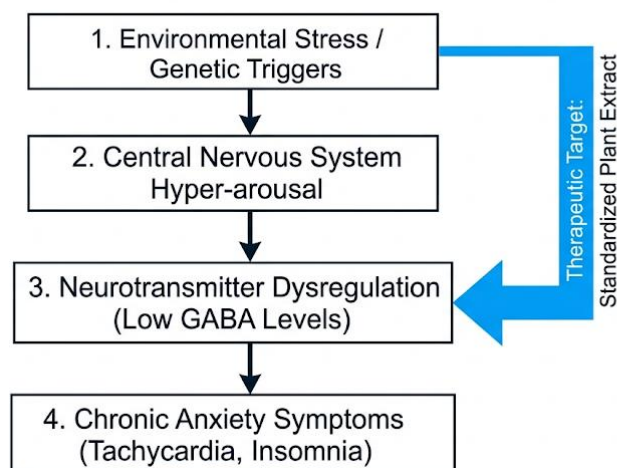 1. Environmental Stress /
Genetic Triggers
2. Central Nervous System
Hyper-arousal
3. Neurotransmitter Dysregulation
(Low GABA Levels)
4. Chronic Anxiety Symptoms
(Tachycardia, Insomnia)
Therapeutic Target:
Standardized Plant Extract